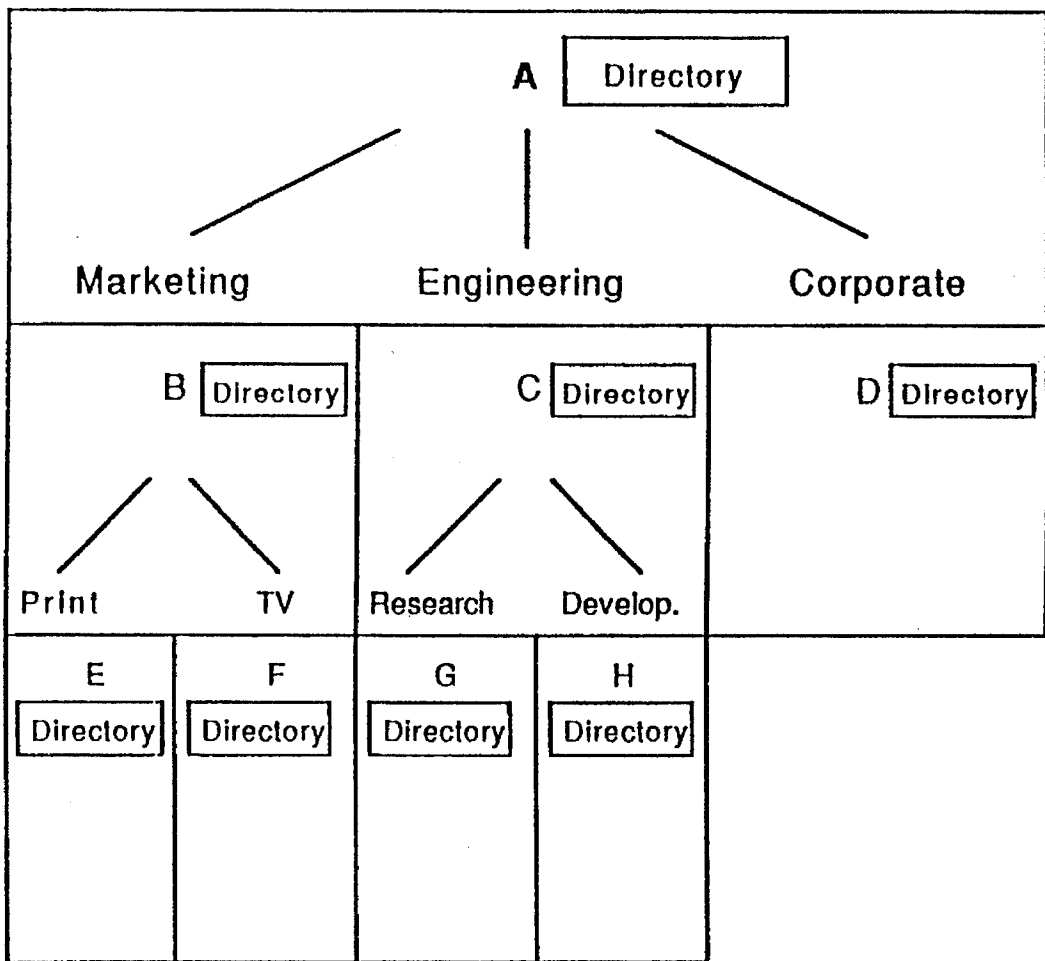 A Directory
Marketing Engineering Corporate
B Directory C Directory D Directory
Print TV Research Develop.
E F G H
Directory Directory Directory Directory